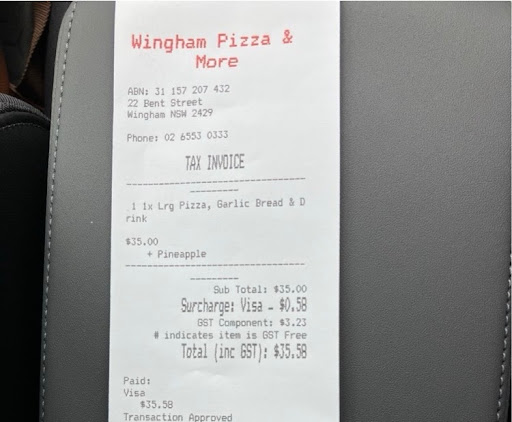 Wingham Pizza &
More
ABN: 31 157 207 432
22 Bent Street
Wingham NSW 2429
Phone: 02 6553 0333
TAX INVOICE
--------------------------------
---------
1 1x Lrg Pizza, Garlic Bread & D
rink
$35.00
+ Pineapple
--------------------------------
---------
Sub Total: $35.00
Surcharge: Visa - $0.58
GST Component: $3.23
# indicates item is GST Free
Total (inc GST): $35.58
Paid:
Visa
$35.58
Transaction Approved